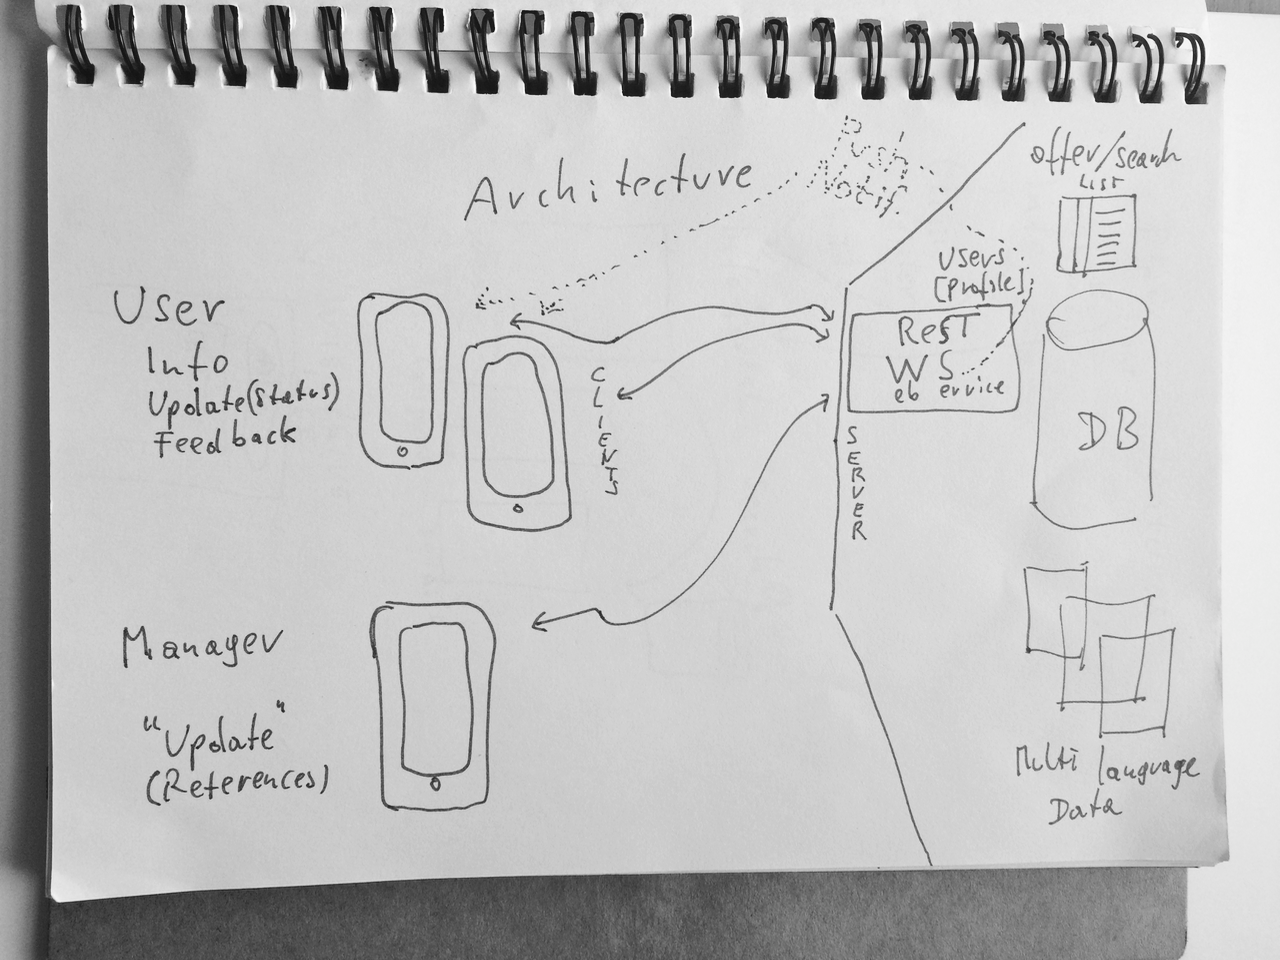 Architecture
Push
Notif.
offer/search
LIST
Users
[profile]
User
Info
Update(Status)
Feedback
CLIENTS
REST
WS
eb ervice
SERVER
DB
Manager
"Update"
(References)
Multi language
Data